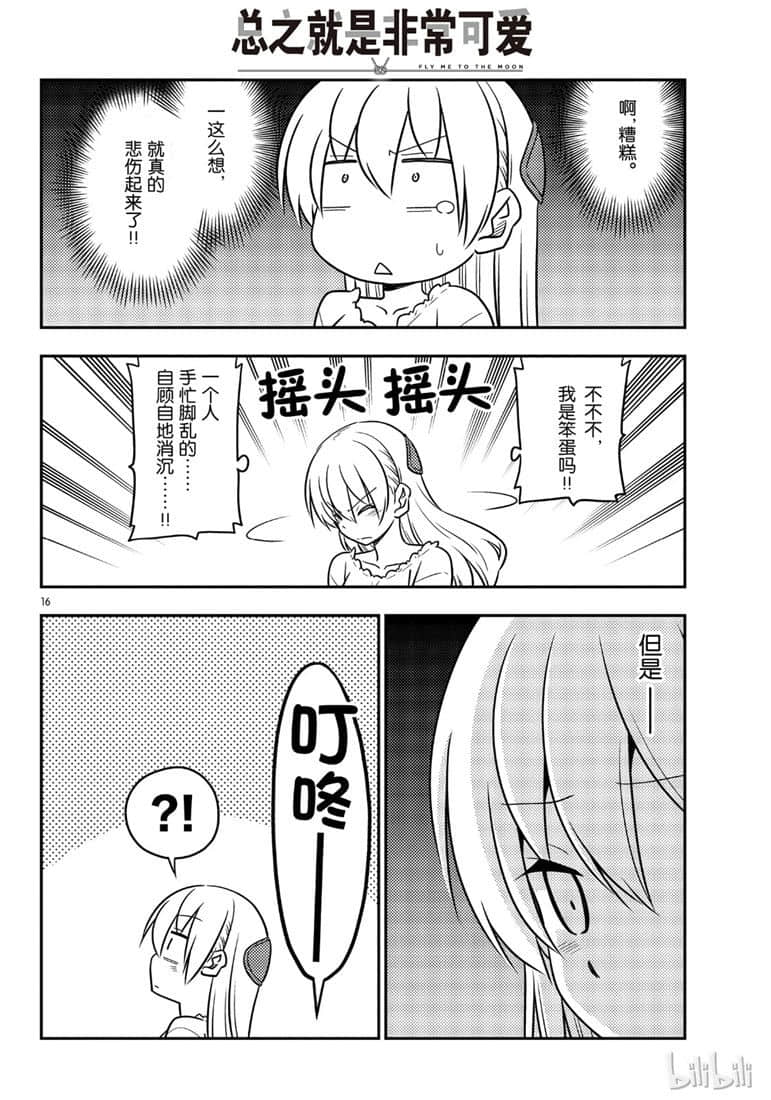 总之就是非常可爱
FLY ME TO THE MOON
啊，糟糕。
一这么想，
就真的
悲伤起来了!!
不不不，
我是笨蛋吗!!
摇头 摇头
一个人
手忙脚乱的……
自顾自地消沉……!!
16
但是——
叮咚——
?!
bilibili